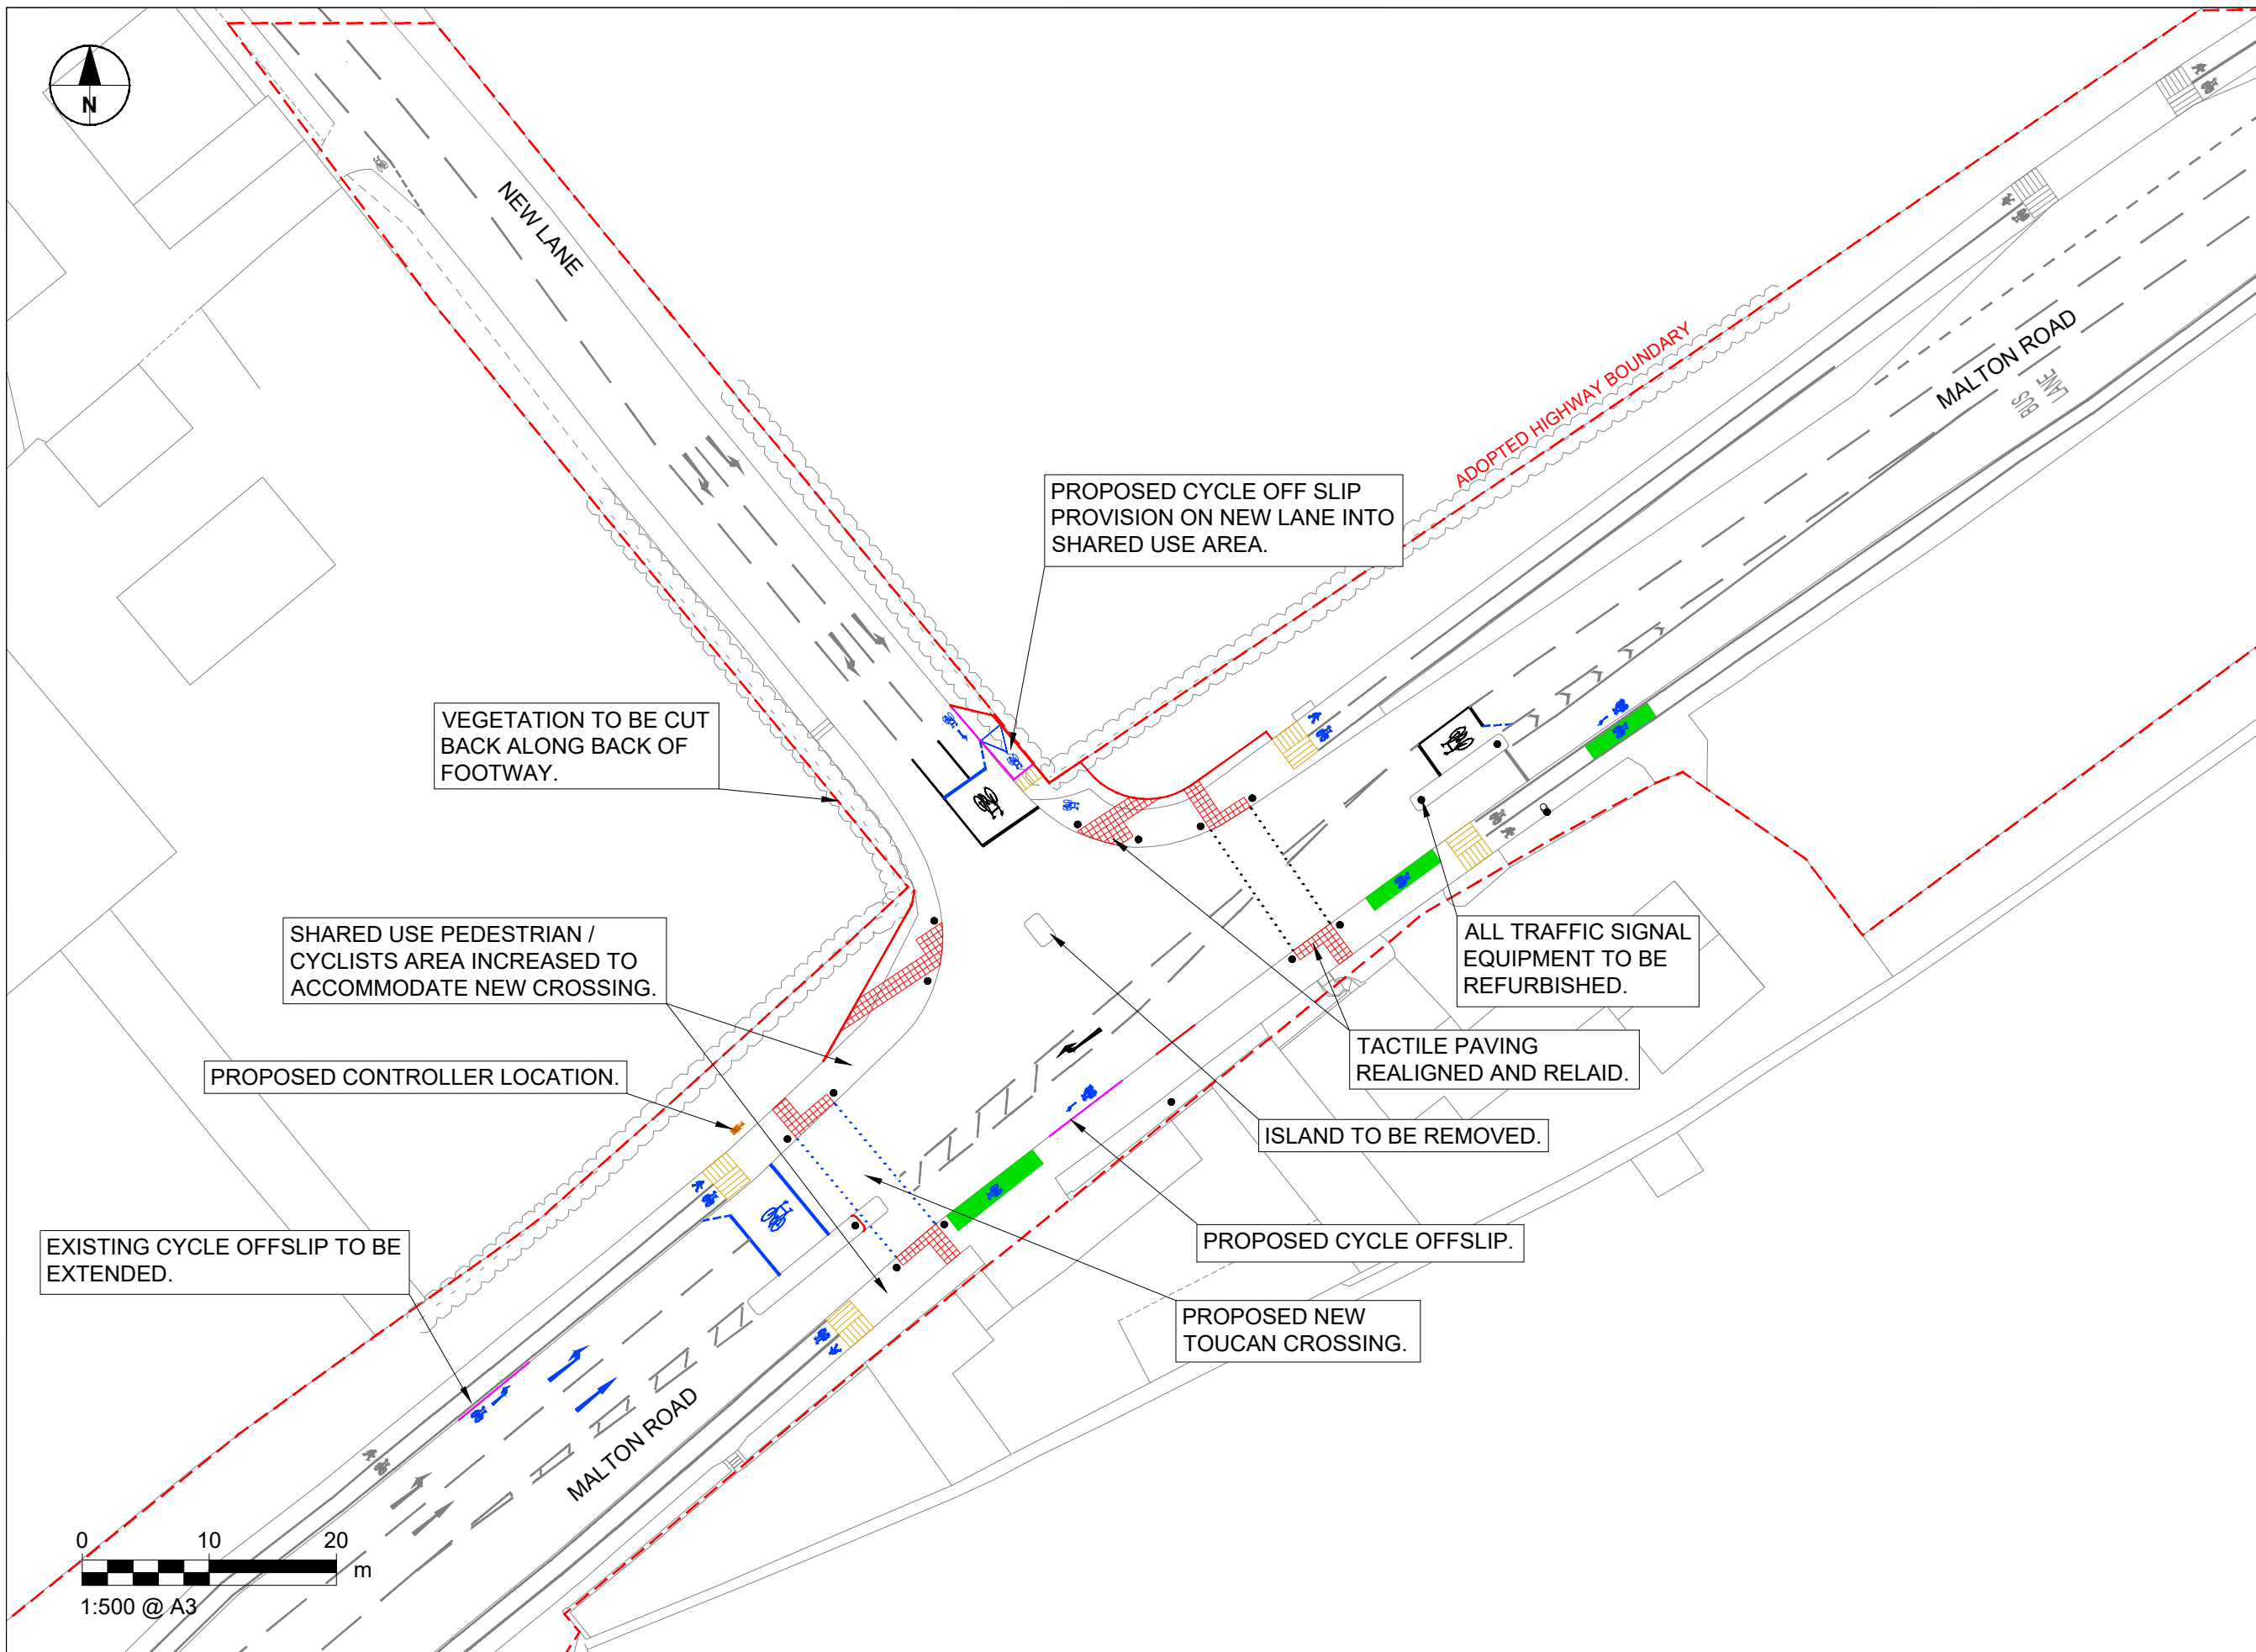 N
NEW LANE
MALTON ROAD
BUS
LANE
ADOPTED HIGHWAY BOUNDARY
PROPOSED CYCLE OFF SLIP
PROVISION ON NEW LANE INTO
SHARED USE AREA.
VEGETATION TO BE CUT
BACK ALONG BACK OF
FOOTWAY.
SHARED USE PEDESTRIAN /
CYCLISTS AREA INCREASED TO
ACCOMMODATE NEW CROSSING.
ALL TRAFFIC SIGNAL
EQUIPMENT TO BE
REFURBISHED.
TACTILE PAVING
REALIGNED AND RELAID.
PROPOSED CONTROLLER LOCATION.
ISLAND TO BE REMOVED.
EXISTING CYCLE OFFSLIP TO BE
EXTENDED.
PROPOSED CYCLE OFFSLIP.
PROPOSED NEW
TOUCAN CROSSING.
MALTON ROAD
0 10 20
m
1:500 @ A3